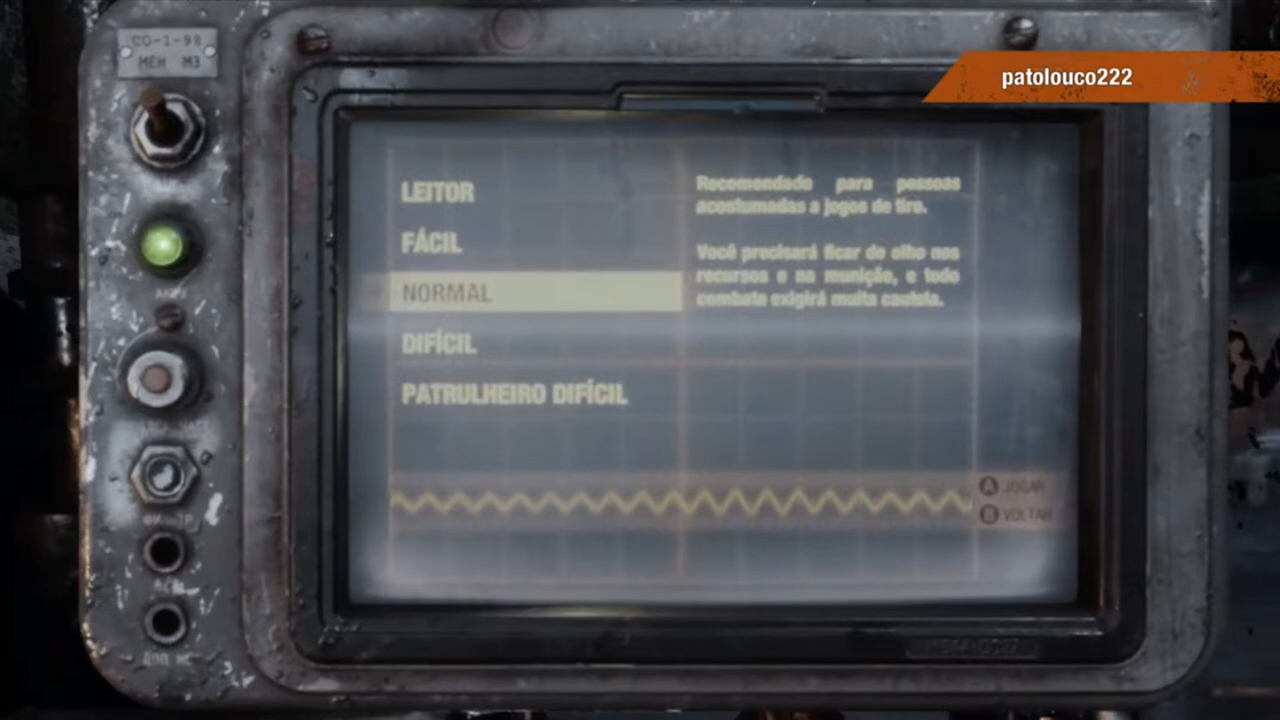 CO-1-98
МЕН М3
patolouco222
LEITOR
FÁCIL
NORMAL
DIFÍCIL
PATRULHEIRO DIFÍCIL
Recomendado para pessoas
acostumadas a jogos de tiro.
Você precisará ficar de olho nos
recursos e na munição, e todo
combate exigirá muita cautela.
A JOGAR
B VOLTAR